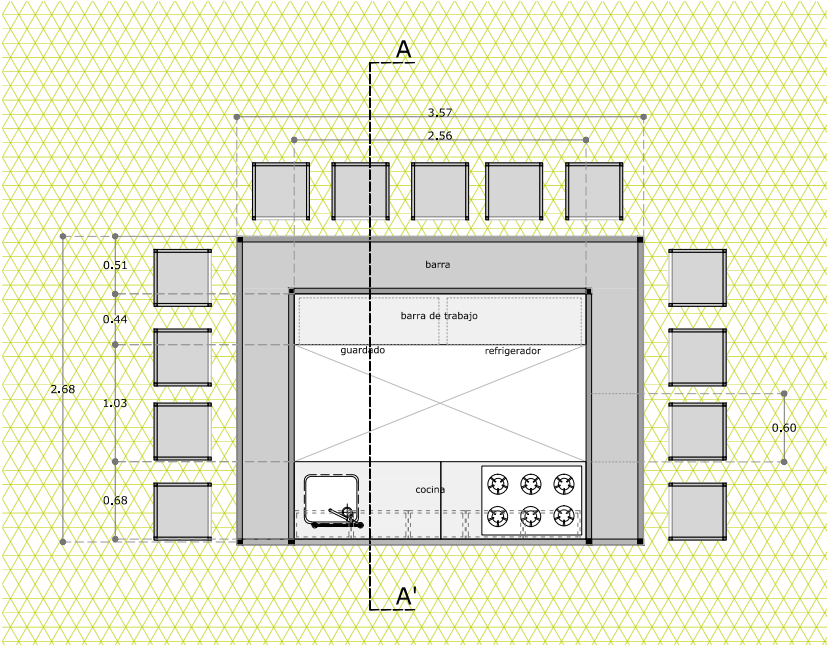 A
3.57
2.56
0.51
barra
0.44
barra de trabajo
guardado
refrigerador
2.68
1.03
0.60
cocina
0.68
A'